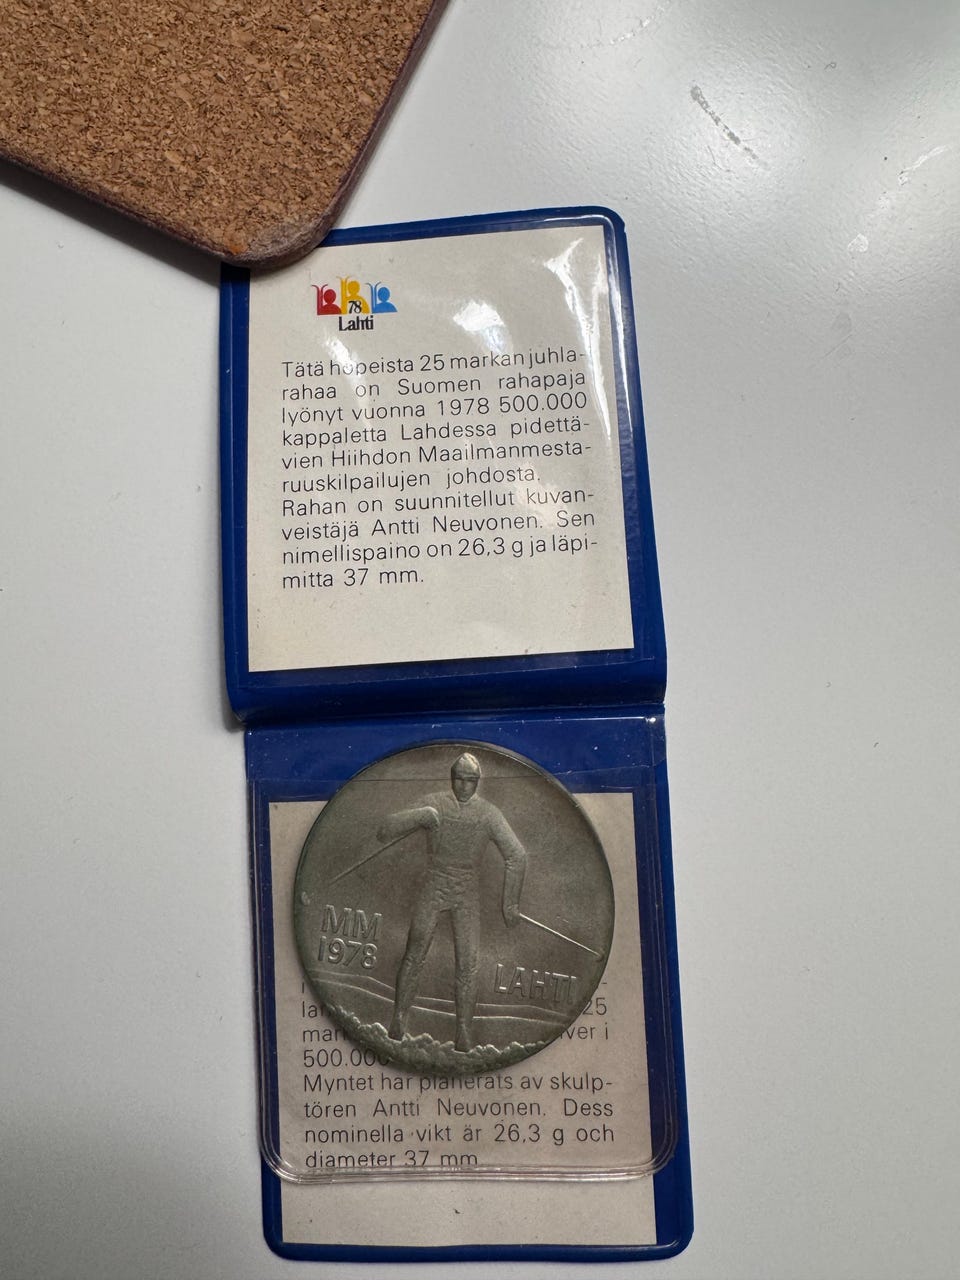 78
Lahti
Tätä hopeista 25 markan juhla-
rahaa on Suomen rahapaja
lyönyt vuonna 1978 500.000
kappaletta Lahdessa pidettä-
vien Hiihdon Maailmanmesta-
ruuskilpailujen johdosta.
Rahan on suunnitellut kuvan-
veistäjä Antti Neuvonen. Sen
nimellispaino on 26,3 g ja läpi-
mitta 37 mm.
MM
1978
LAHTI
25
i
500.000
Myntet har planerats av skulp-
tören Antti Neuvonen. Dess
nominella vikt är 26,3 g och
diameter 37 mm